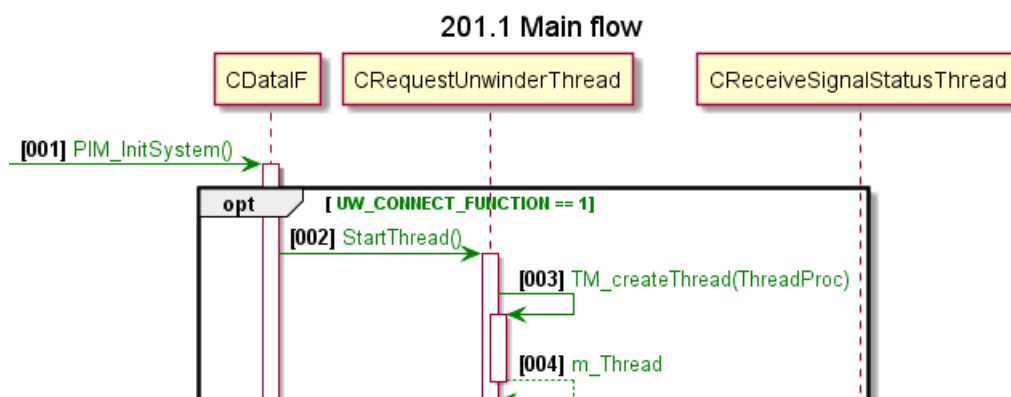 201.1 Main flow
CDataIF
CRequestUnwinderThread
CReceiveSignalStatusThread
[001] PIM_InitSystem()
opt [ UW_CONNECT_FUNCTION == 1]
[002] StartThread()
[003] TM_createThread(ThreadProc)
[004] m_Thread